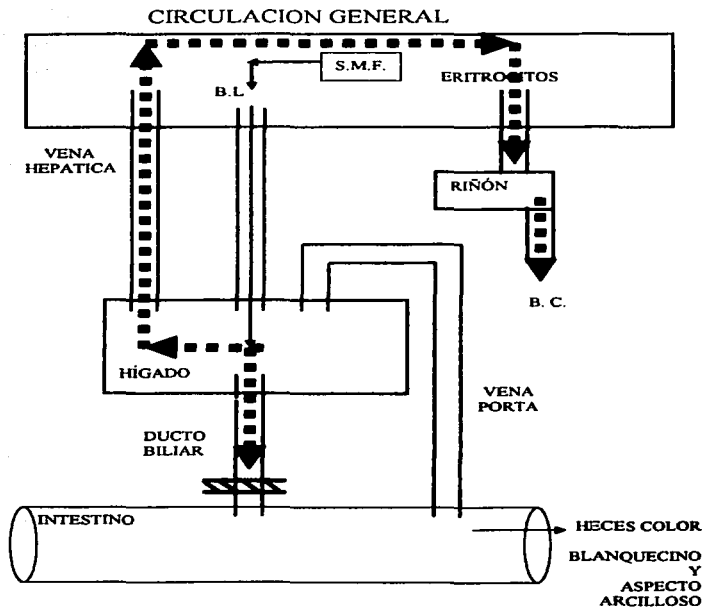 CIRCULACION GENERAL
S.M.F.
B.L
ERITROCITOS
VENA
HEPATICA
RIÑÓN
B. C.
HÍGADO
VENA
PORTA
DUCTO
BILIAR
INTESTINO
HECES COLOR
BLANQUECINO
Y
ASPECTO
ARCILLOSO